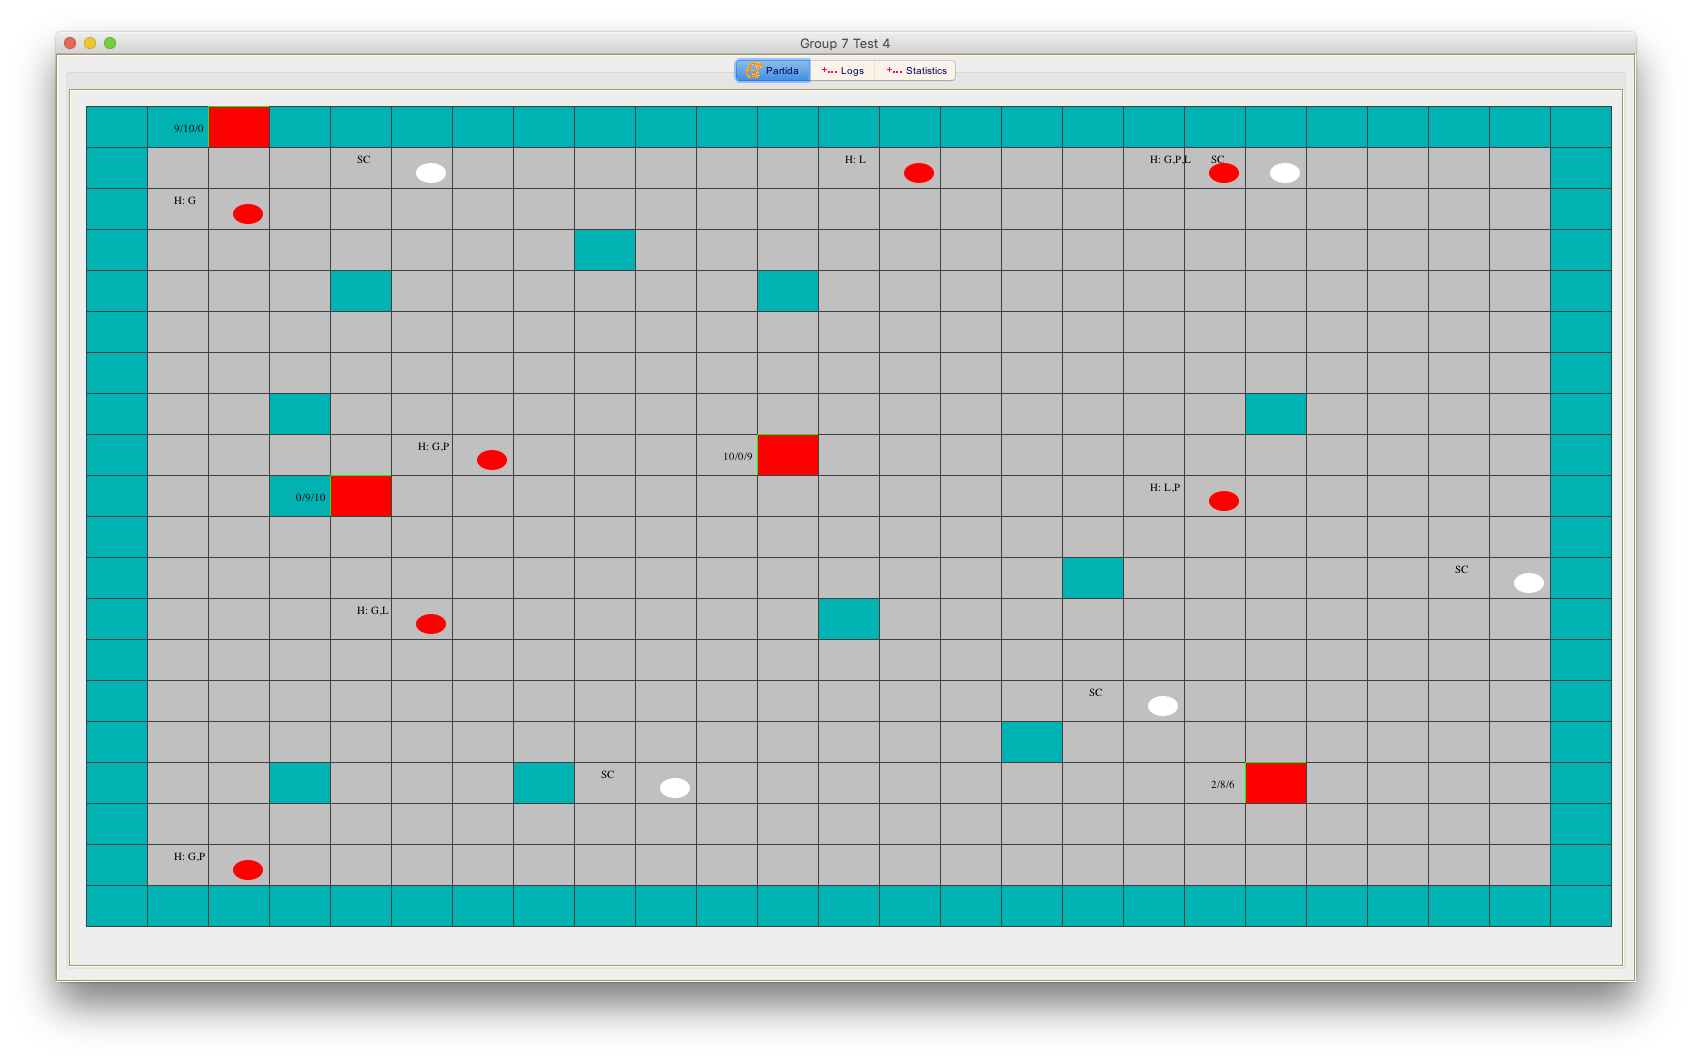 Group 7 Test 4
Partida
Logs
Statistics
9/10/0
SC
H: L
H: G,P,L
SC
H: G
H: G,P
10/0/9
0/9/10
H: L,P
SC
H: G,L
SC
SC
2/8/6
H: G,P